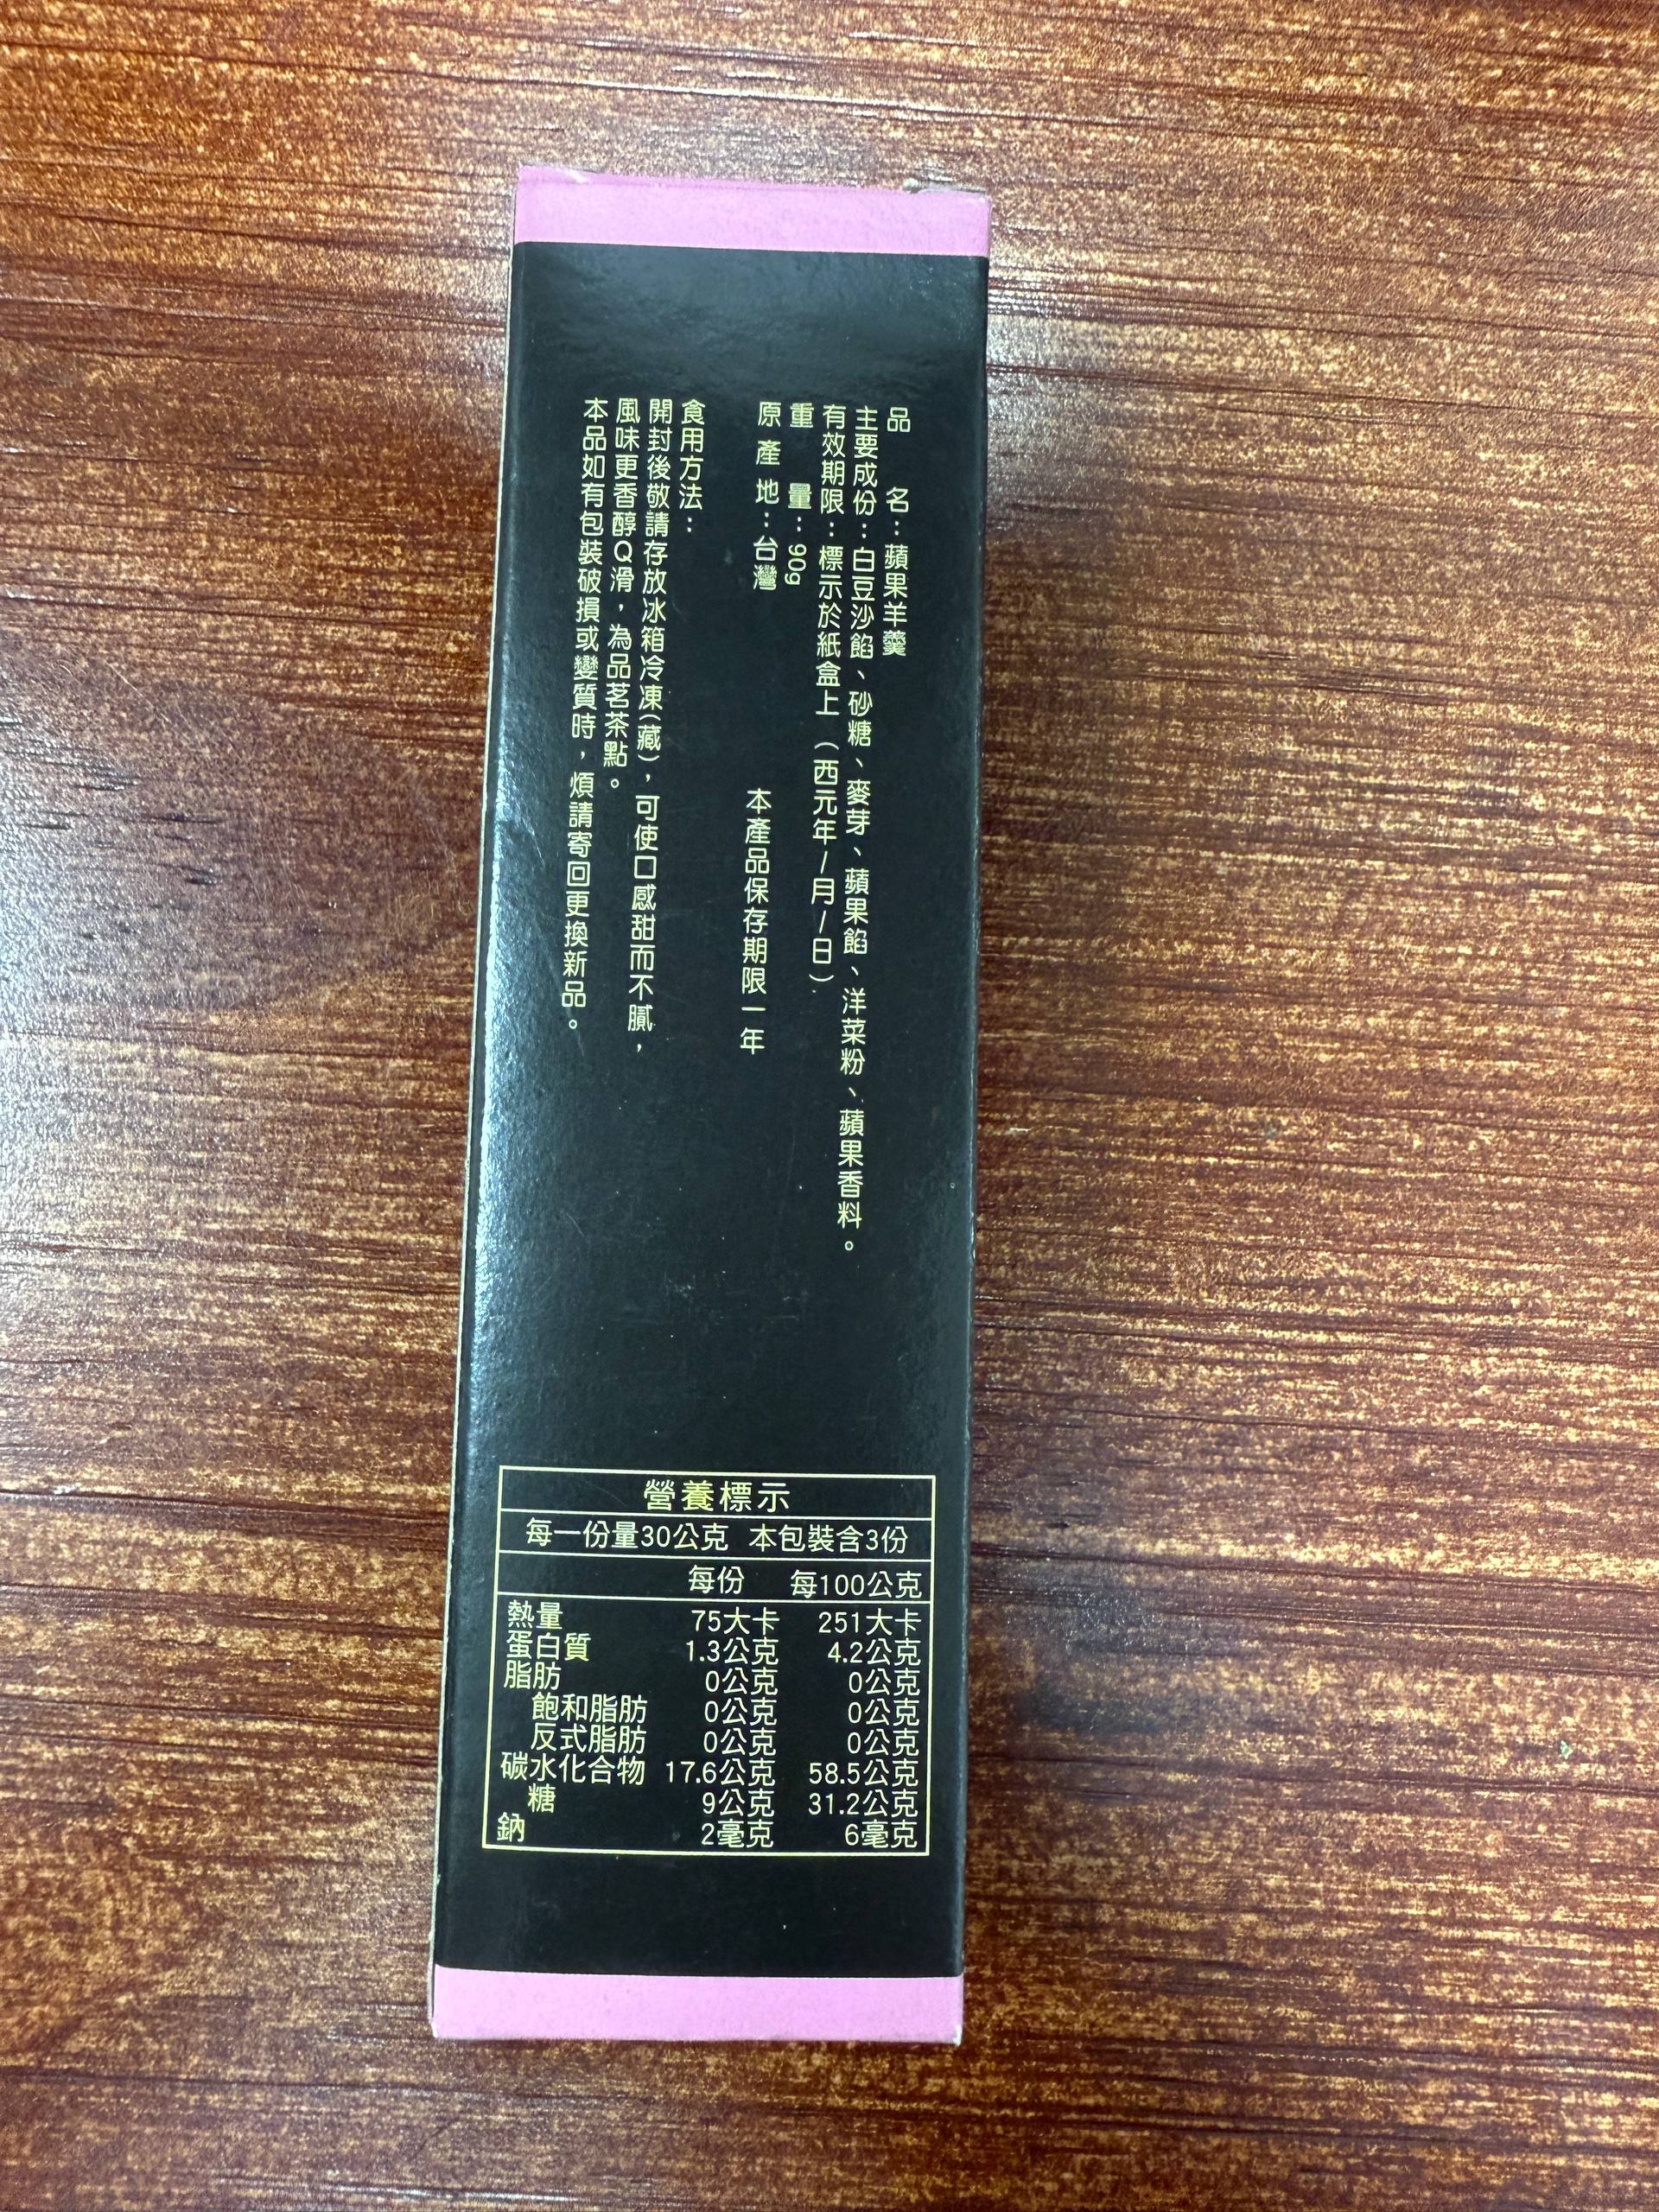 品名：蘋果羊羹
主要成份：白豆沙餡、砂糖、麥芽、蘋果餡、洋菜粉、蘋果香料。
有效期限：標示於紙盒上（西元年/月/日）
重量：90g
原產地：台灣 本產品保存期限一年
食用方法：
開封後敬請存放冰箱冷凍(藏)，可使口感甜而不膩，
風味更香醇Q滑，為品茗茶點。
本品如有包裝破損或變質時，煩請寄回更換新品。
營養標示
每一份量30公克 本包裝含3份
每份 每100公克
熱量 75大卡 251大卡
蛋白質 1.3公克 4.2公克
脂肪 0公克 0公克
飽和脂肪 0公克 0公克
反式脂肪 0公克 0公克
碳水化合物 17.6公克 58.5公克
糖 9公克 31.2公克
鈉 2毫克 6毫克